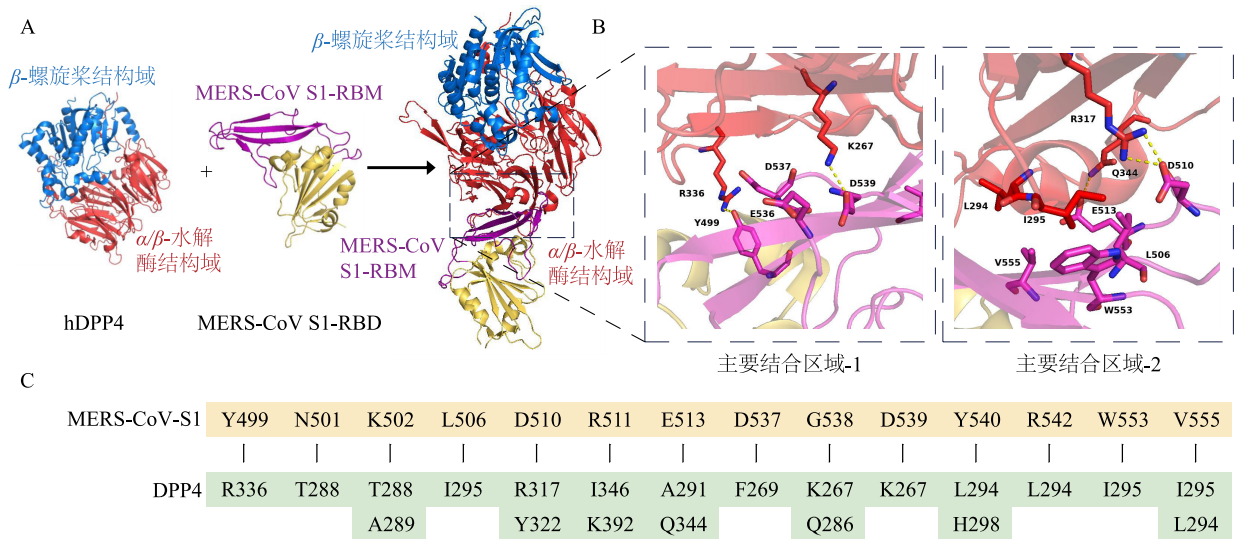 A
β-螺旋桨结构域
MERS-CoV S1-RBM
+
α/β-水解
酶结构域
hDPP4
MERS-CoV S1-RBD
β-螺旋桨结构域
MERS-CoV
S1-RBM
α/β-水解
酶结构域
B
K267
D537
D539
R336
E536
Y499
主要结合区域-1
R317
D510
Q344
L294
I295
E513
L506
V555
W553
主要结合区域-2
C
MERS-CoV-S1 Y499 N501 K502 L506 D510 R511 E513 D537 G538 D539 Y540 R542 W553 V555
DPP4 R336 T288 T288 I295 R317 I346 A291 F269 K267 K267 L294 L294 I295 I295
A289 Y322 K392 Q344 Q286 H298 L294